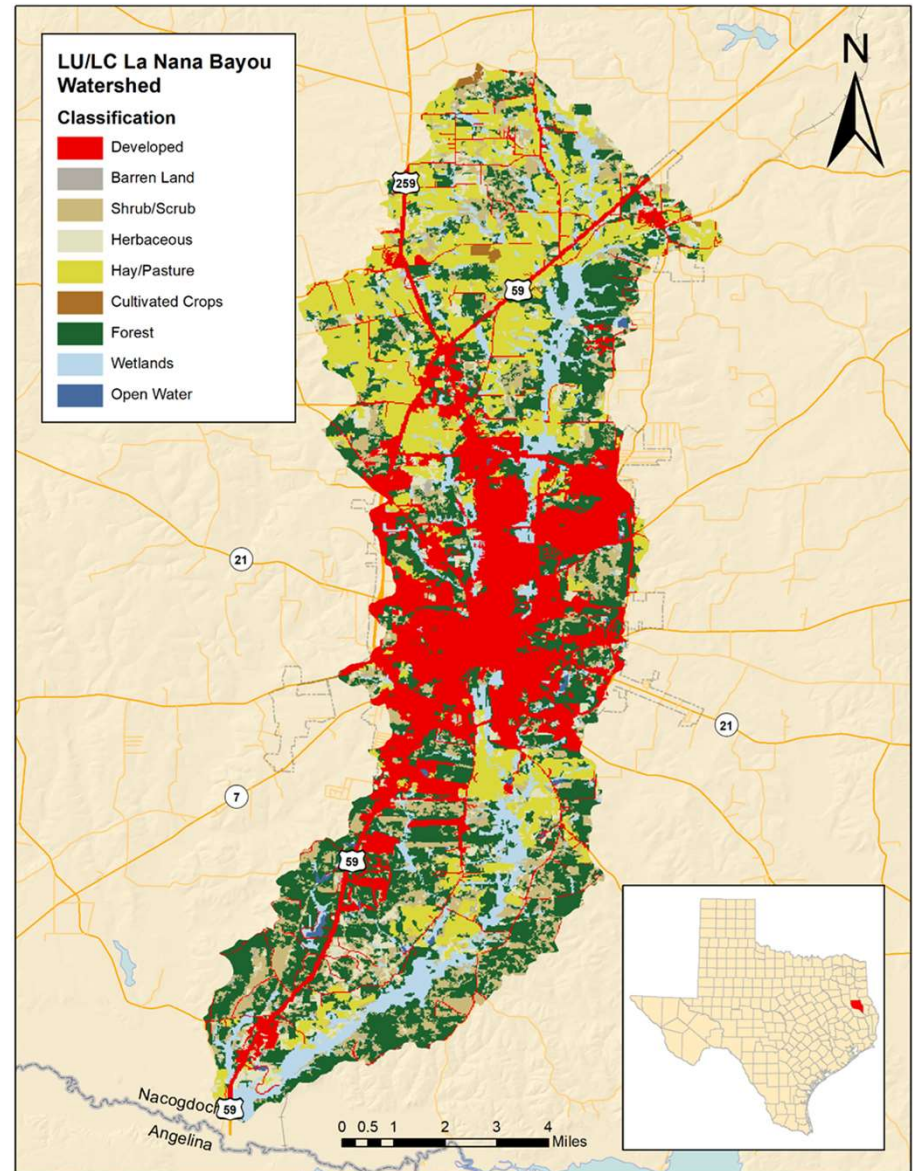 LU/LC La Nana Bayou
Watershed
Classification
Developed
Barren Land
Shrub/Scrub
Herbaceous
Hay/Pasture
Cultivated Crops
Forest
Wetlands
Open Water
N
259
59
21
21
7
59
Nacogdoch
59
Angelina
0 0.5 1 2 3 4
Miles